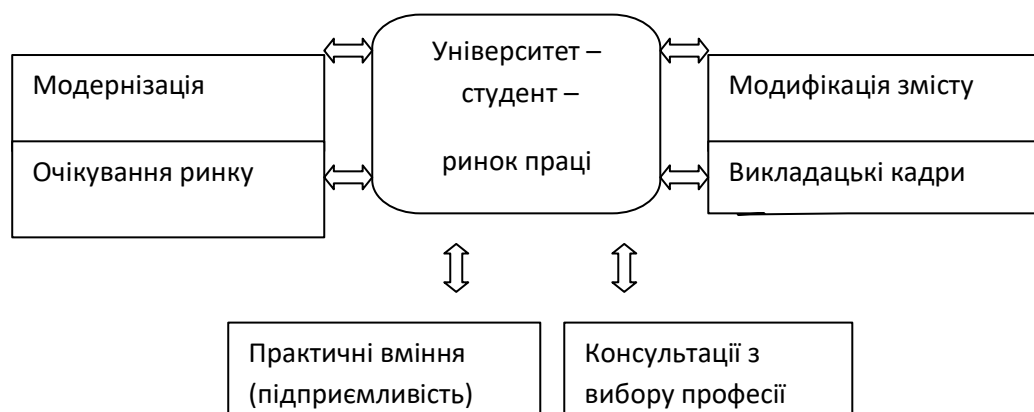 Університет –
студент –
ринок праці
Модернізація
Очікування ринку
Модифікація змісту
Викладацькі кадри
Практичні вміння
(підприємливість)
Консультації з
вибору професії